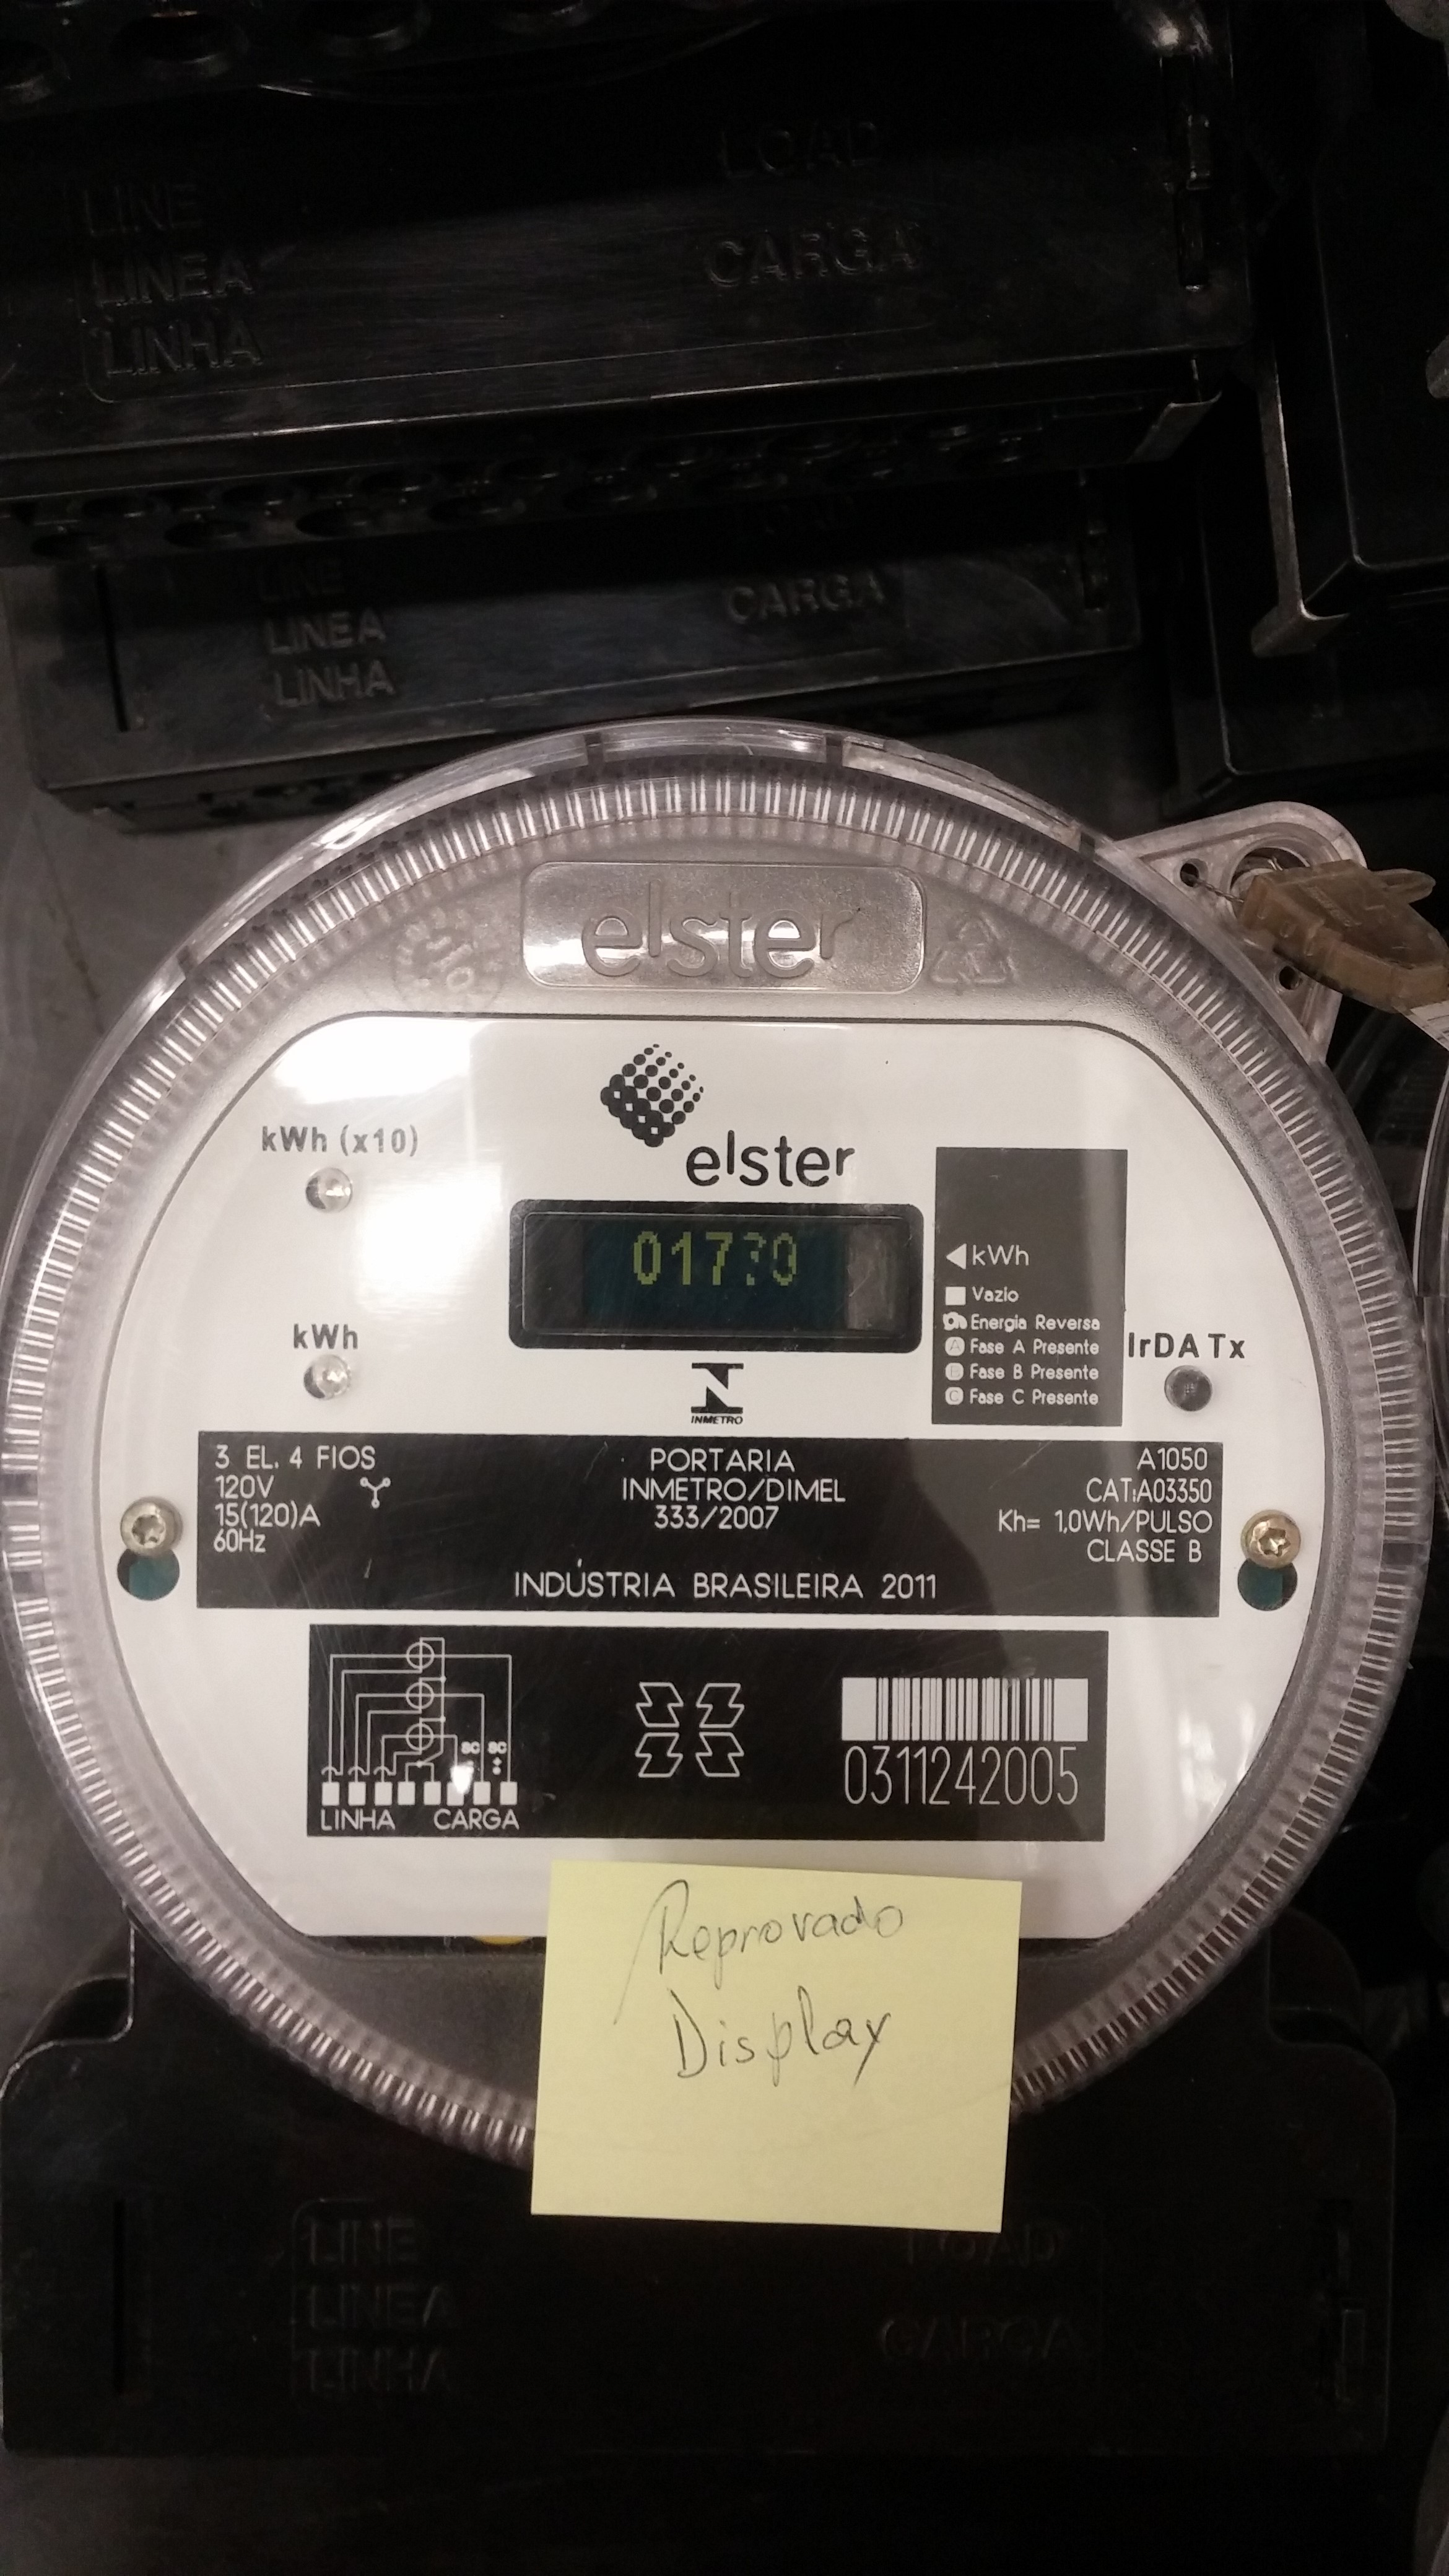 LOAD
LINE
CARGA
LINEA
LINHA
LINE
CARGA
LINEA
LINHA
elster
elster
kWh (x10)
kWh
kWh
Vazio
Energia Reversa
A Fase A Presente
B Fase B Presente
C Fase C Presente
IrDA Tx
INMETRO
3 EL. 4 FIOS
120V
15(120)A
60Hz
PORTARIA
INMETRO/DIMEL
333/2007
A1050
CAT:A03350
Kh= 1,0Wh/PULSO
CLASSE B
INDÚSTRIA BRASILEIRA 2011
SC SC
LINHA CARGA
0311242005
Reprovado
Display
LINE
LOAD
LINEA
CARGA
LINHA